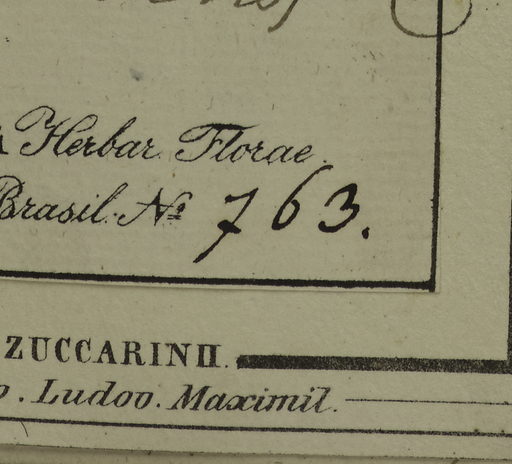 Herbar. Florae.
Brasil. № 763.
ZUCCARINII.
Ludov. Maximil.